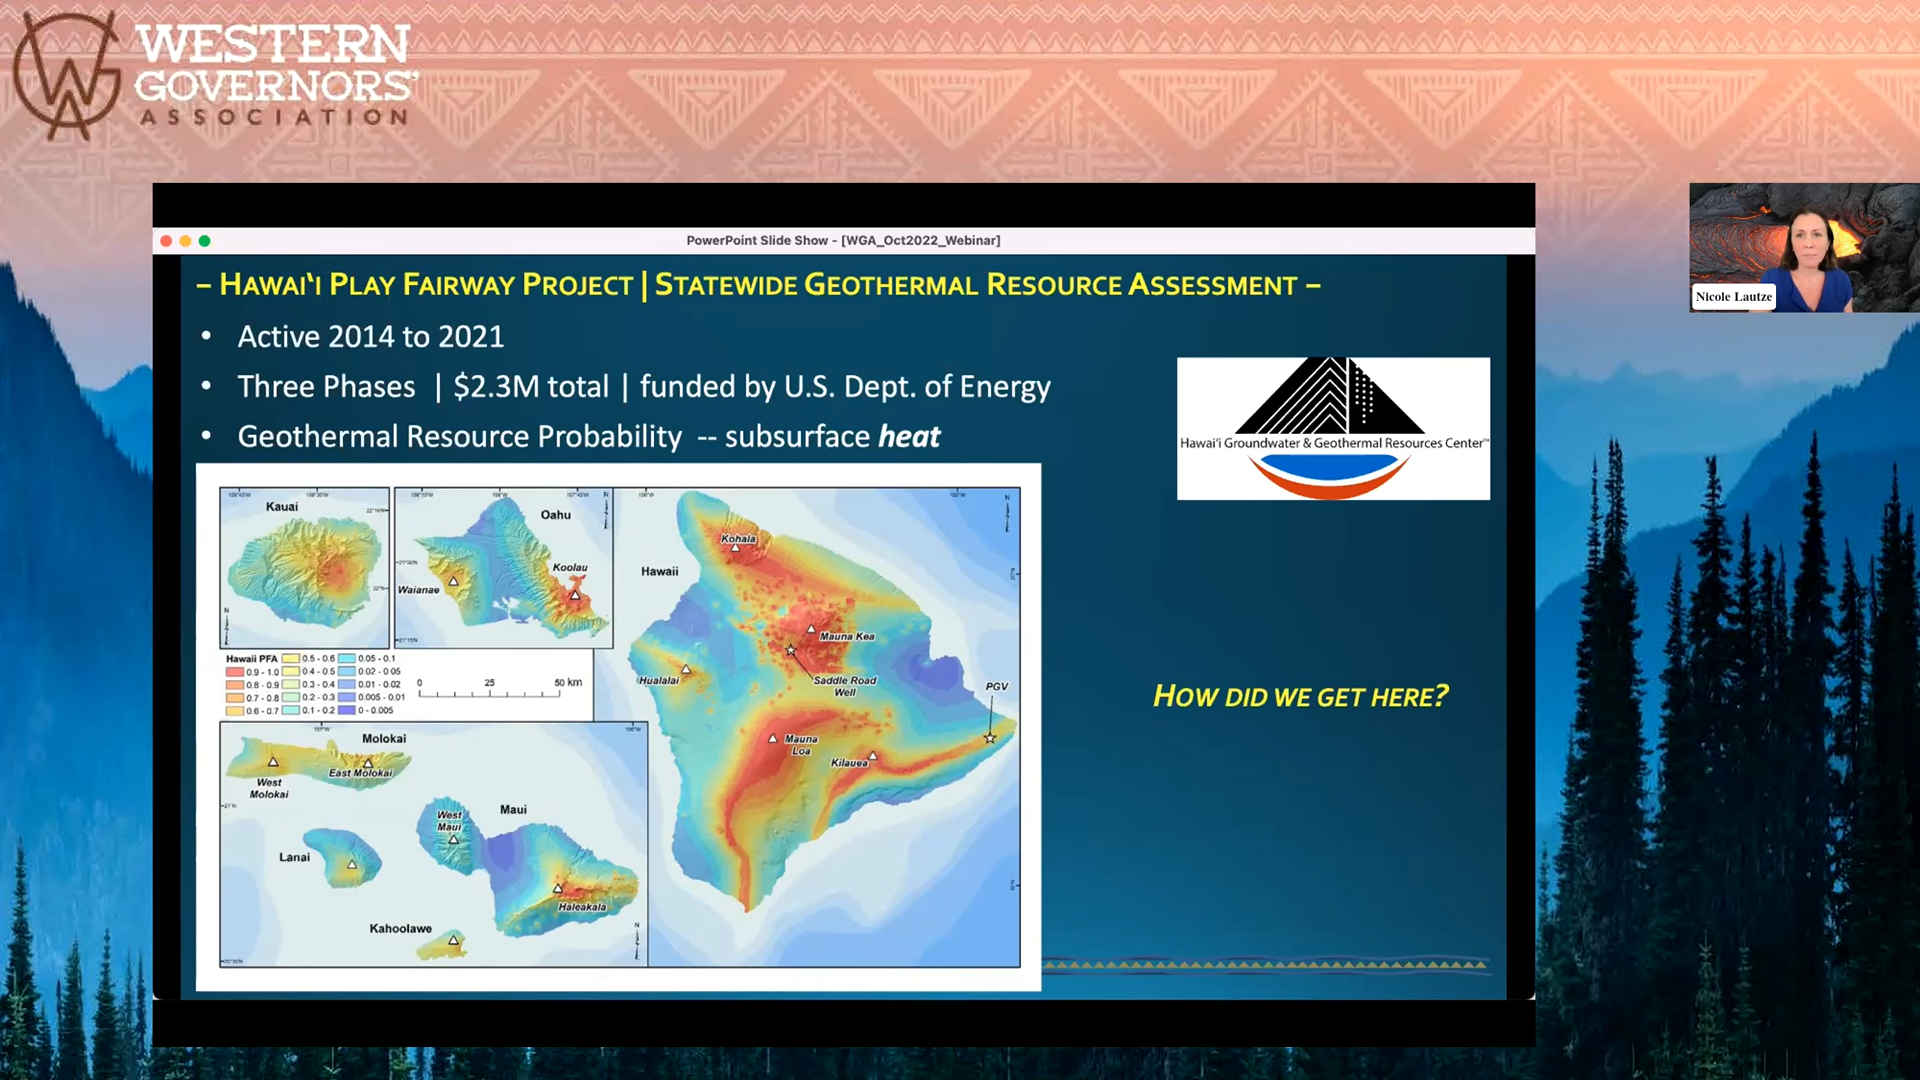 WESTERN
GOVERNORS'
ASSOCIATION
PowerPoint Slide Show - [WGA_Oct2022_Webinar]
Nicole Lautze
– HAWAI‘I PLAY FAIRWAY PROJECT | STATEWIDE GEOTHERMAL RESOURCE ASSESSMENT –
• Active 2014 to 2021
• Three Phases | $2.3M total | funded by U.S. Dept. of Energy
• Geothermal Resource Probability -- subsurface heat
Hawai‘i Groundwater & Geothermal Resources Center™
HOW DID WE GET HERE?
Kauai
Oahu
Waianae
Koolau
Hawaii
Kohala
Mauna Kea
Saddle Road
Well
Hualalai
PGV
Mauna
Loa
Kilauea
Hawaii PFA
0.9 - 1.0
0.8 - 0.9
0.7 - 0.8
0.6 - 0.7
0.5 - 0.6
0.4 - 0.5
0.3 - 0.4
0.2 - 0.3
0.1 - 0.2
0.05 - 0.1
0.02 - 0.05
0.01 - 0.02
0.005 - 0.01
0 - 0.005
0 25 50 km
Molokai
West
Molokai
East Molokai
Lanai
West
Maui
Maui
Haleakala
Kahoolawe